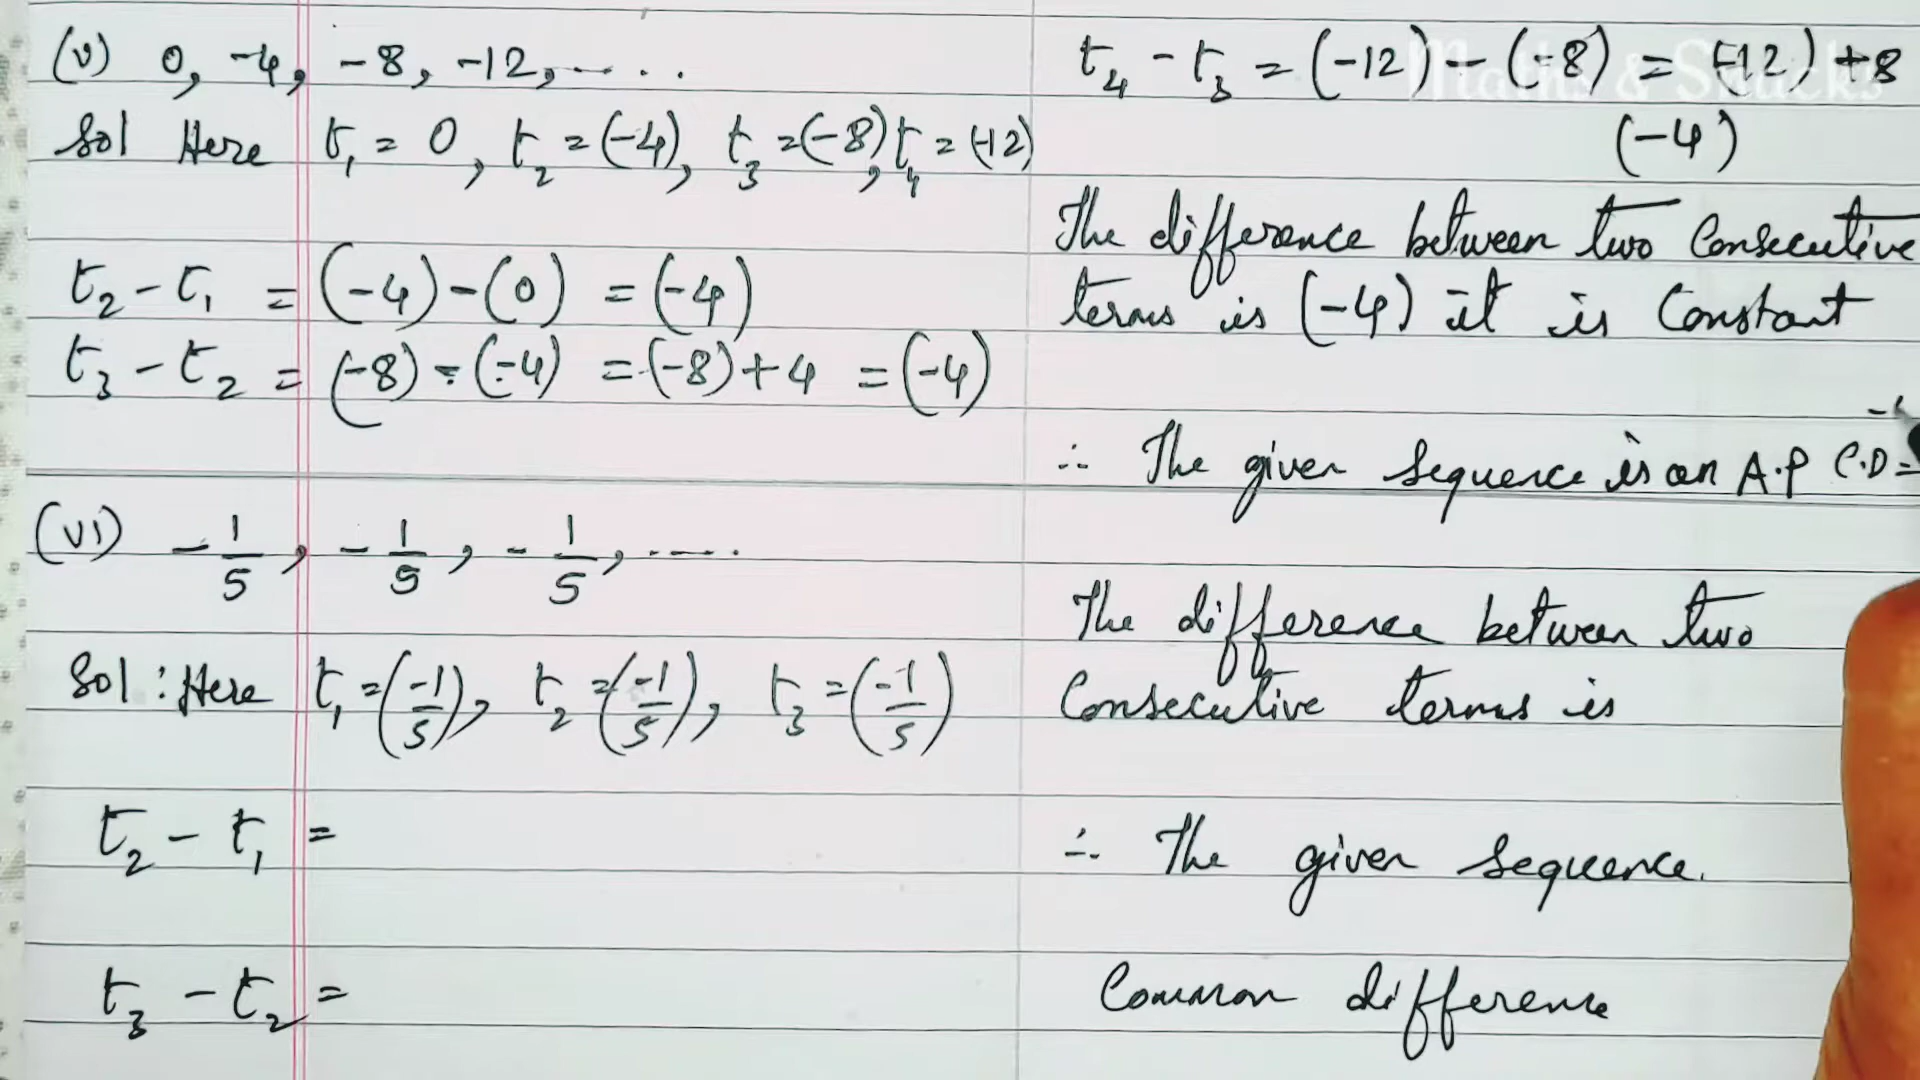 (v) 0, -4, -8, -12, .....
Sol Here t₁ = 0, t₂ = (-4), t₃ = (-8), t₄ = (-12)
t₂ - t₁ = (-4) - (0) = (-4)
t₃ - t₂ = (-8) - (-4) = (-8) + 4 = (-4)
(VI) -1/5, -1/5, -1/5, .....
Sol : Here t₁ = (-1/5), t₂ = (-1/5), t₃ = (-1/5)
t₂ - t₁ =
t₃ - t₂ =
t₄ - t₃ = (-12) - (-8) = (-12) + 8
(-4)
Maths & Snacks
The difference between two Consecutive
terms is (-4) it is Constant
∴ The given sequence is an A.P C.D =
The difference between two
Consecutive terms is
∴ The given sequence.
Common difference